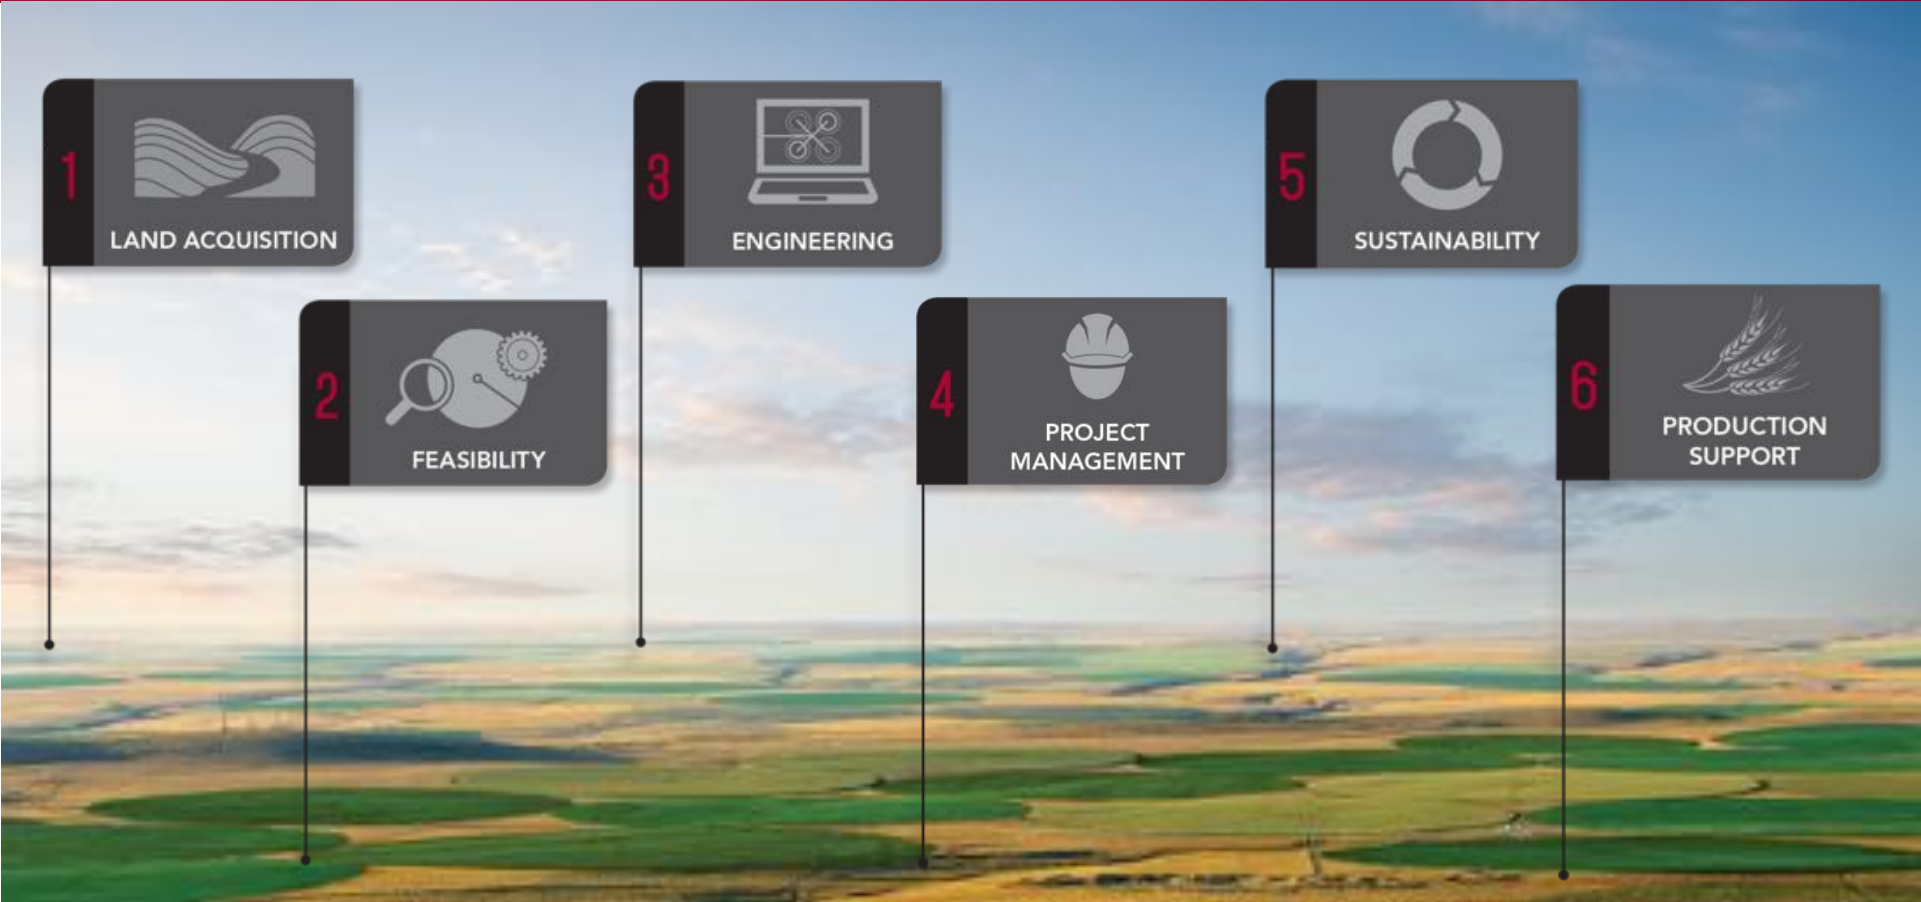 1
LAND ACQUISITION
2
FEASIBILITY
3
ENGINEERING
4
PROJECT
MANAGEMENT
5
SUSTAINABILITY
6
PRODUCTION
SUPPORT